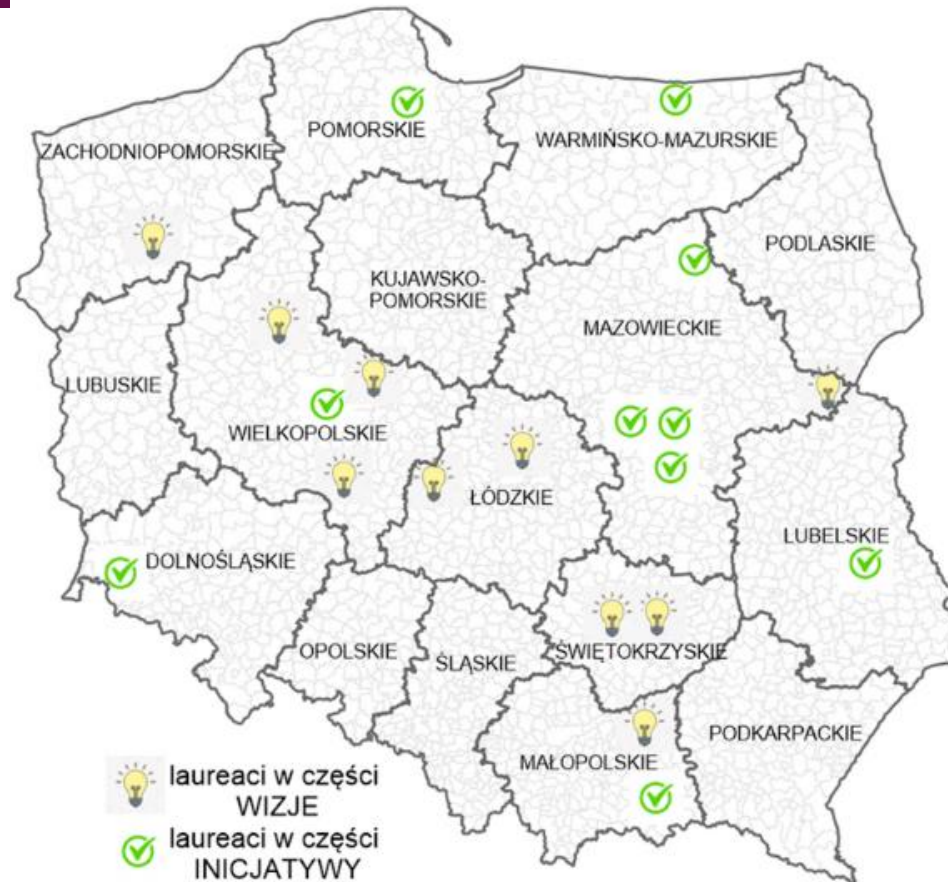 POMORSKIE
WARMIŃSKO-MAZURSKIE
ZACHODNIOPOMORSKIE
PODLASKIE
KUJAWSKO-
POMORSKIE
MAZOWIECKIE
LUBUSKIE
WIELKOPOLSKIE
ŁÓDZKIE
LUBELSKIE
DOLNOŚLĄSKIE
OPOLSKIE
ŚLĄSKIE
ŚWIĘTOKRZYSKIE
PODKARPACKIE
MAŁOPOLSKIE
laureaci w części
WIZJE
laureaci w części
INICJATYWY